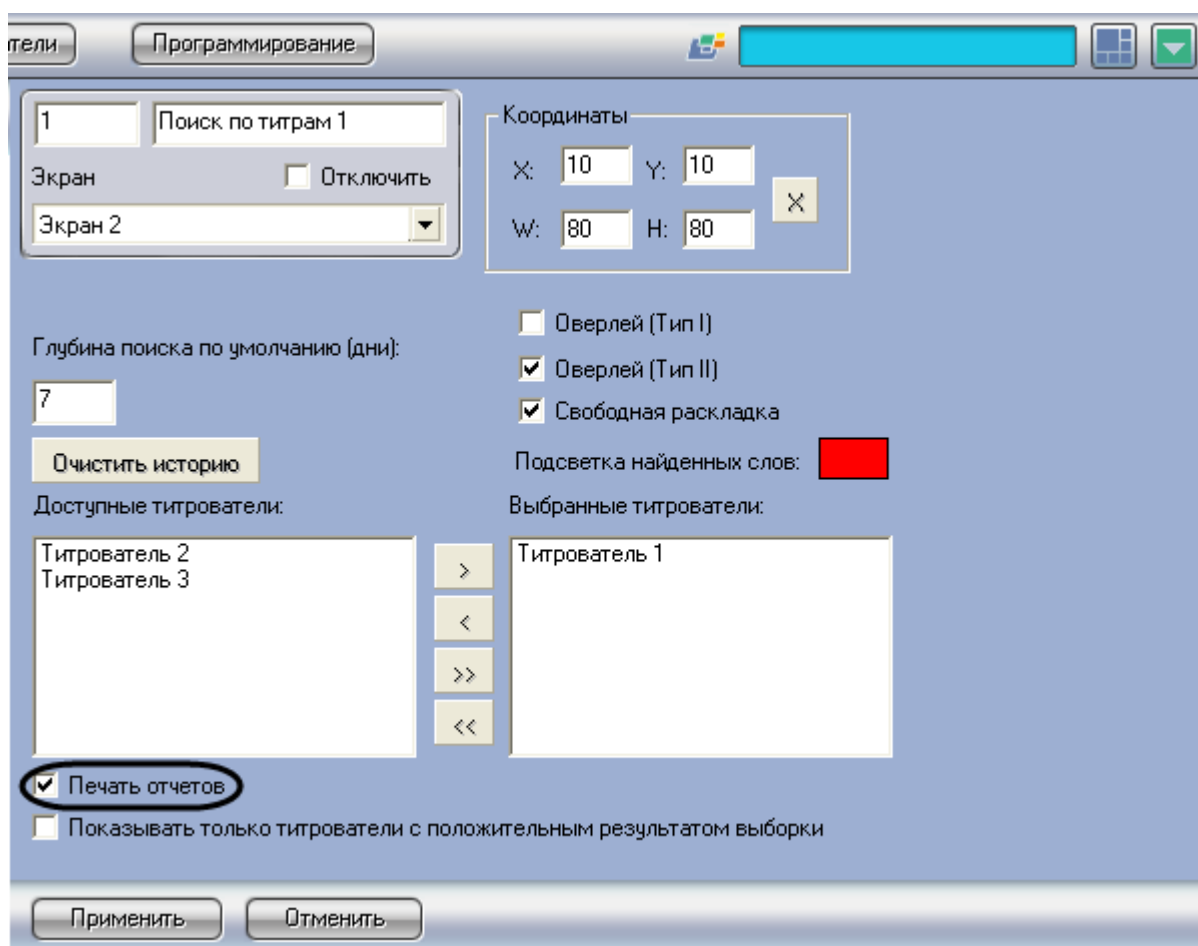 тели Программирование
1 Поиск по титрам 1
Экран Отключить
Экран 2
Координаты
X: 10 Y: 10
X
W: 80 H: 80
Глубина поиска по умолчанию (дни):
7
Очистить историю
Оверлей (Тип I)
Оверлей (Тип II)
Свободная раскладка
Подсветка найденных слов:
Доступные титрователи:
Титрователь 2
Титрователь 3
>
<
>>
<<
Выбранные титрователи:
Титрователь 1
Печать отчетов
Показывать только титрователи с положительным результатом выборки
Применить Отменить